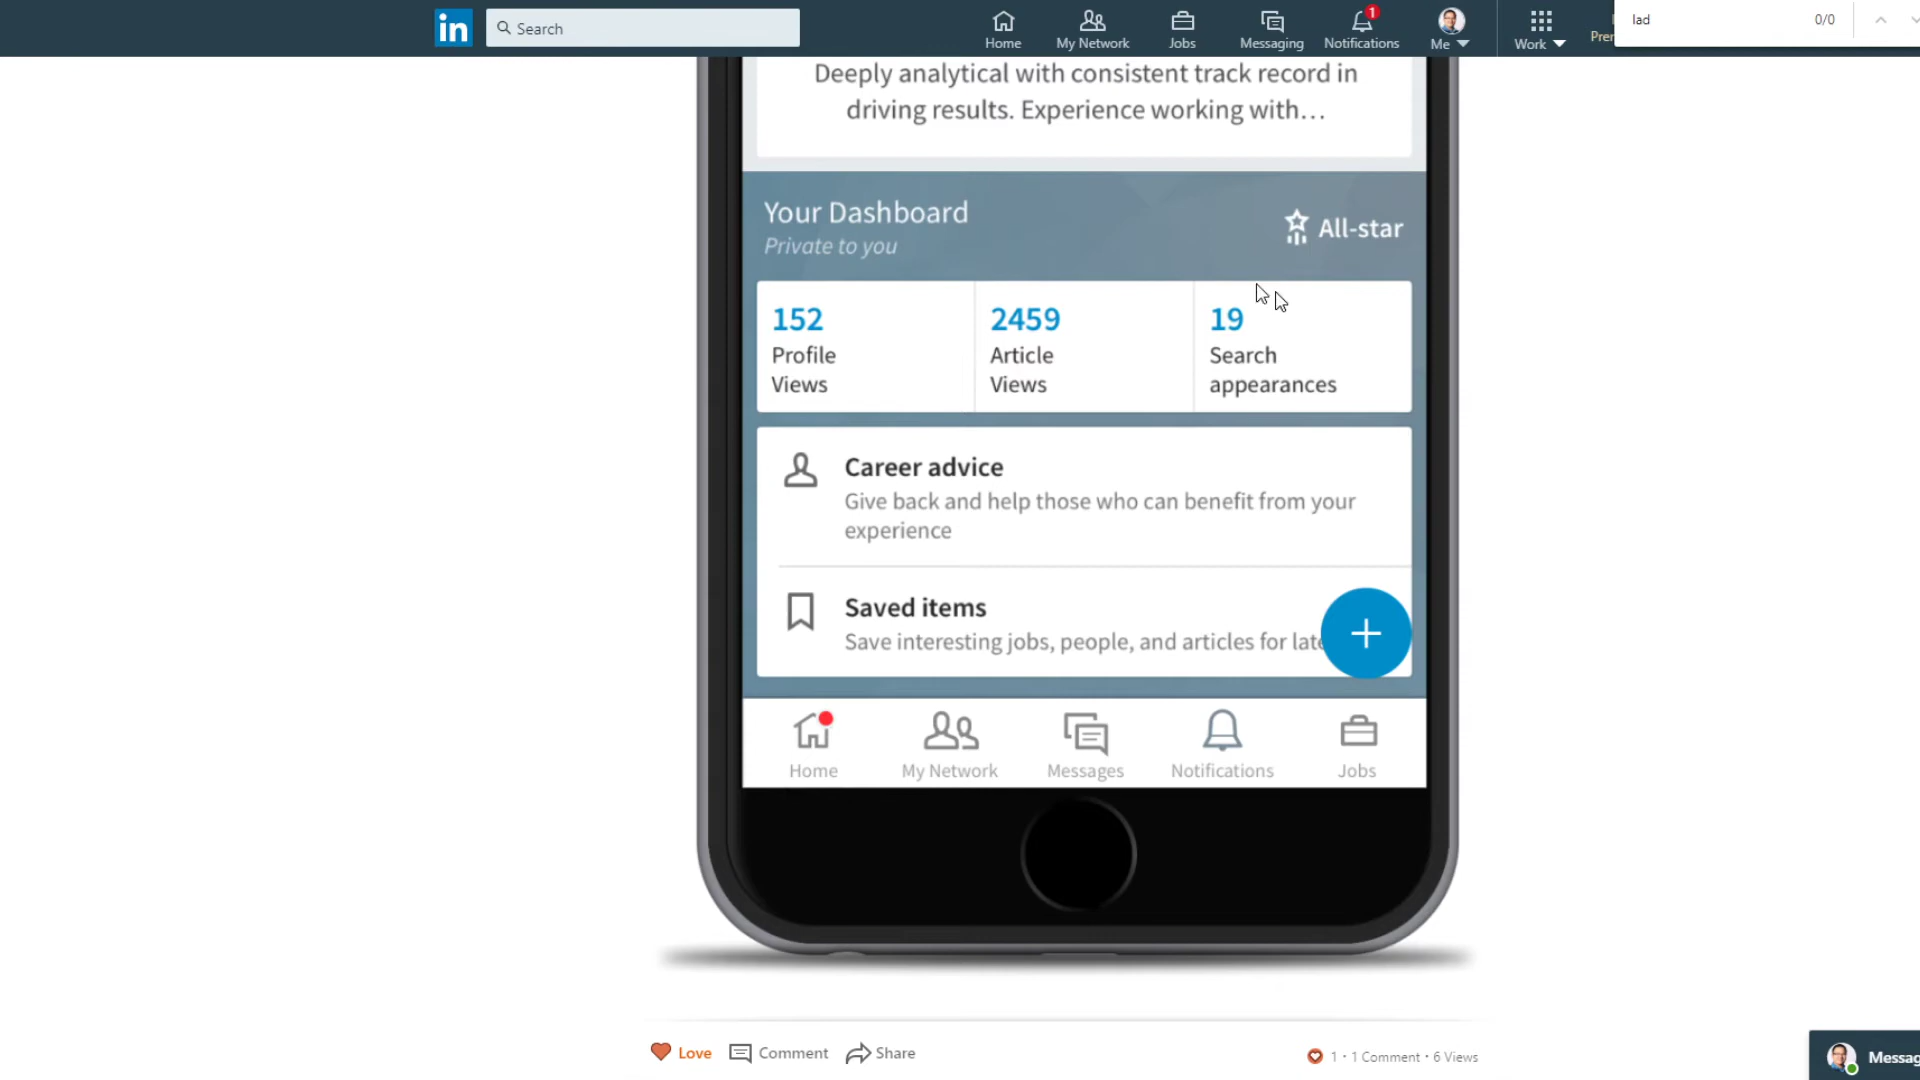 in
Search
Home
My Network
Jobs
Messaging
1
Notifications
Me
Work
lad
0/0
Deeply analytical with consistent track record in
driving results. Experience working with…
Your Dashboard
Private to you
All-star
152
Profile
Views
2459
Article
Views
19
Search
appearances
Career advice
Give back and help those who can benefit from your
experience
Saved items
Save interesting jobs, people, and articles for
Home
My Network
Messages
Notifications
Jobs
Love
Comment
Share
1 • 1 Comment • 6 Views